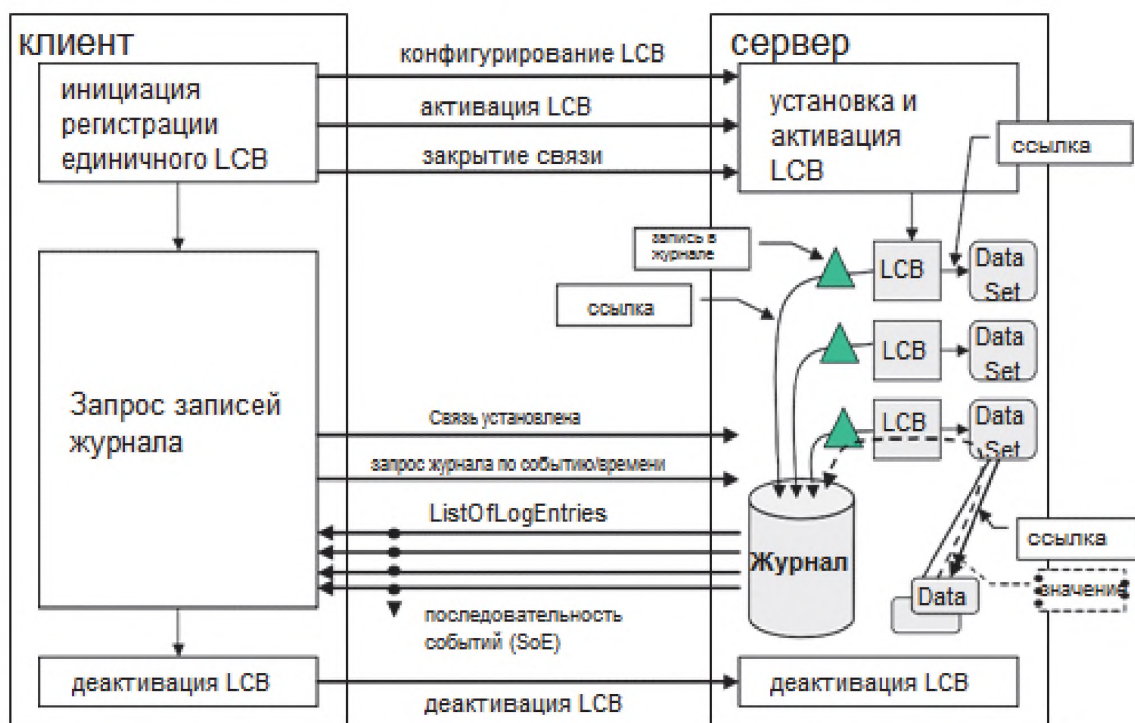 клиент
инициация
регистрации
единичного LCB
Запрос записей
журнала
деактивация LCB
конфигурирование LCB
активация LCB
закрытие связи
Связь установлена
запрос журнала по событию/времени
ListOfLogEntries
последовательность
событий (SoE)
деактивация LCB
сервер
установка и
активация
LCB
ссылка
запись в
журнале
ссылка
LCB
Data
Set
LCB
Data
Set
LCB
Data
Set
Журнал
ссылка
значение
Data
деактивация LCB